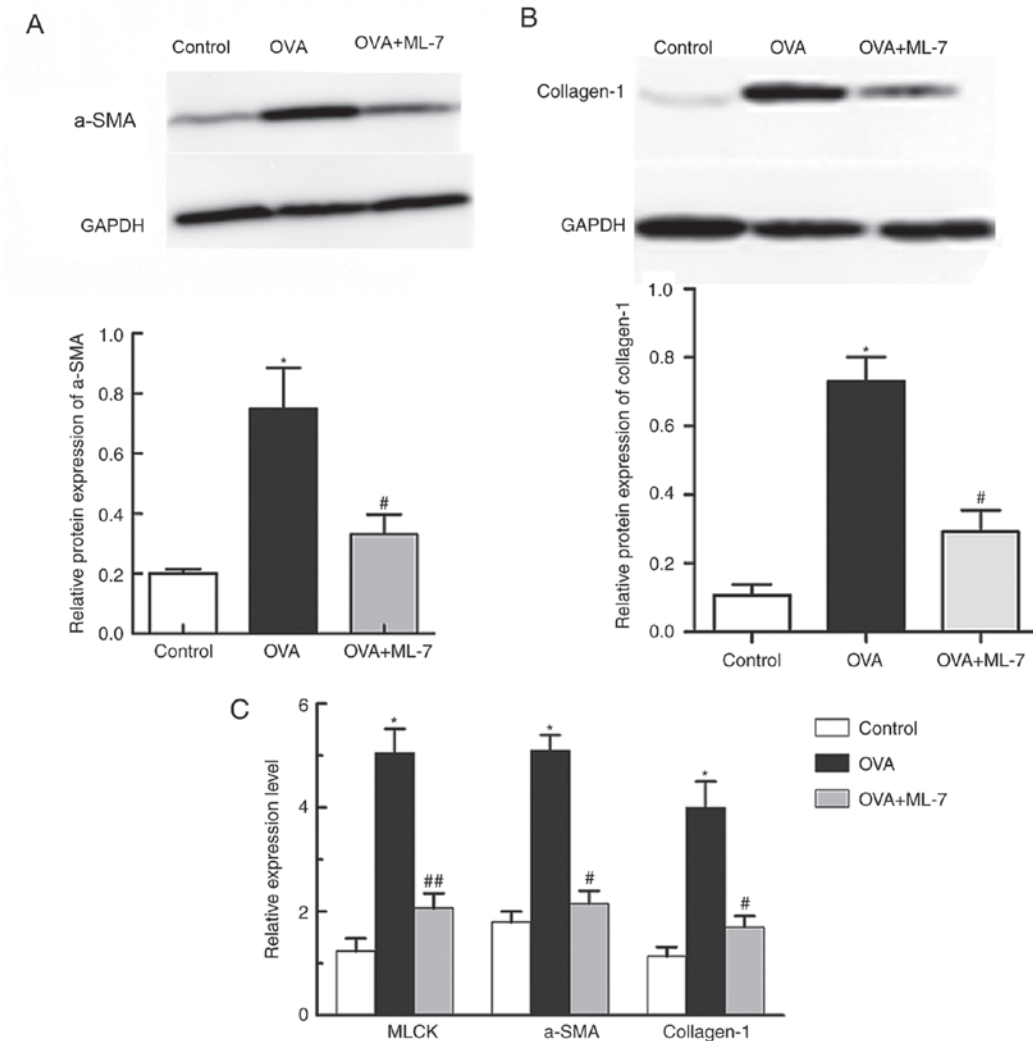 A
Control OVA OVA+ML-7
a-SMA
GAPDH
Relative protein expression of a-SMA
1.0
0.8
0.6
0.4
0.2
0.0
*
#
Control OVA OVA+ML-7
B
Control OVA OVA+ML-7
Collagen-1
GAPDH
Relative protein expression of collagen-1
1.0
0.8
0.6
0.4
0.2
0.0
*
#
Control OVA OVA+ML-7
C
Relative expression level
6
4
2
0
* ## * # * #
MLCK a-SMA Collagen-1
Control
OVA
OVA+ML-7